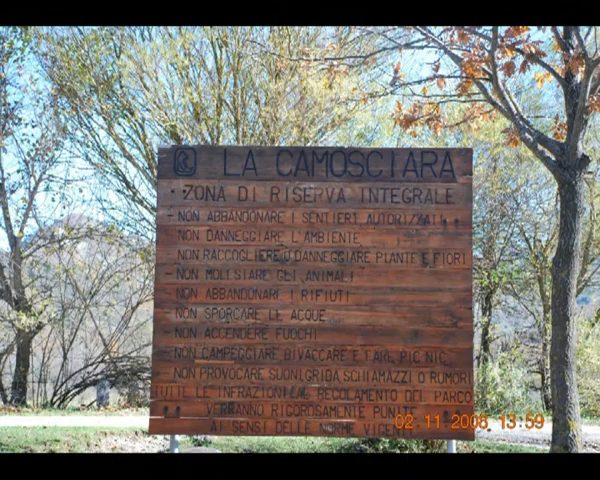 LA CAMOSCIARA
ZONA DI RISERVA INTEGRALE
- NON ABBANDONARE I SENTIERI AUTORIZZATI
- NON DANNEGGIARE L'AMBIENTE
- NON RACCOGLIERE O DANNEGGIARE PIANTE E FIORI
- NON MOLESTARE GLI ANIMALI
- NON ABBANDONARE I RIFIUTI
- NON SPORCARE LE ACQUE
- NON ACCENDERE FUOCHI
- NON CAMPEGGIARE BIVACCARE E FARE PIC NIC
- NON PROVOCARE SUONI, GRIDA SCHIAMAZZI O RUMORI
TUTTE LE INFRAZIONI AL REGOLAMENTO DEL PARCO
VERRANNO RIGOROSAMENTE PUNITE
AI SENSI DELLE NORME VIGENTI
02.11.2008 13:59